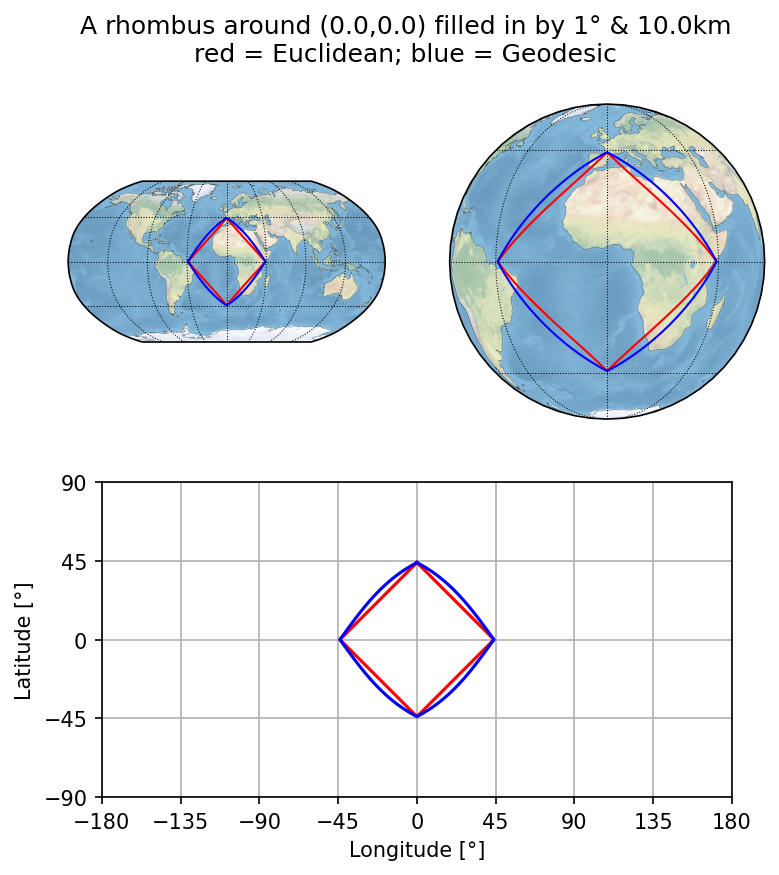 A rhombus around (0.0,0.0) filled in by 1° & 10.0km
red = Euclidean; blue = Geodesic
90
45
0
−45
−90
Latitude [°]
−180 −135 −90 −45 0 45 90 135 180
Longitude [°]